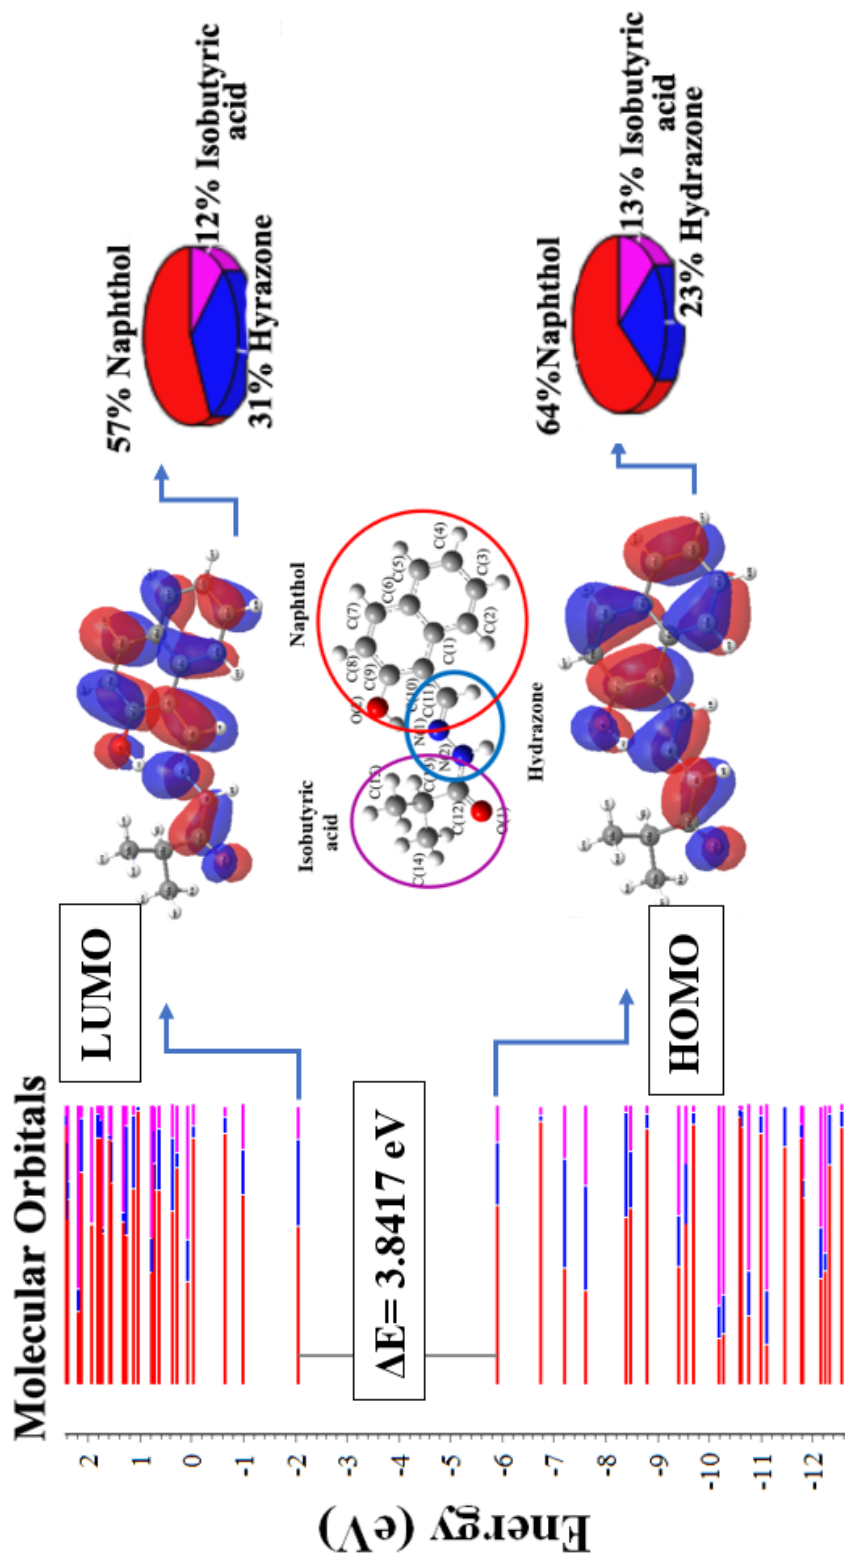 Molecular Orbitals
Energy (eV)
2
1
0
-1
-2
-3
-4
-5
-6
-7
-8
-9
-10
-11
-12
ΔE= 3.8417 eV
LUMO
HOMO
57% Naphthol
12% Isobutyric
acid
31% Hyrazone
Isobutyric
acid
Naphthol
Hydrazone
C(1)
C(2)
C(3)
C(4)
C(5)
C(6)
C(7)
C(8)
C(9)
C(10)
C(11)
C(12)
C(13)
C(14)
O(1)
O(2)
N(1)
N(2)
64%Naphthol
13% Isobutyric
acid
23% Hydrazone